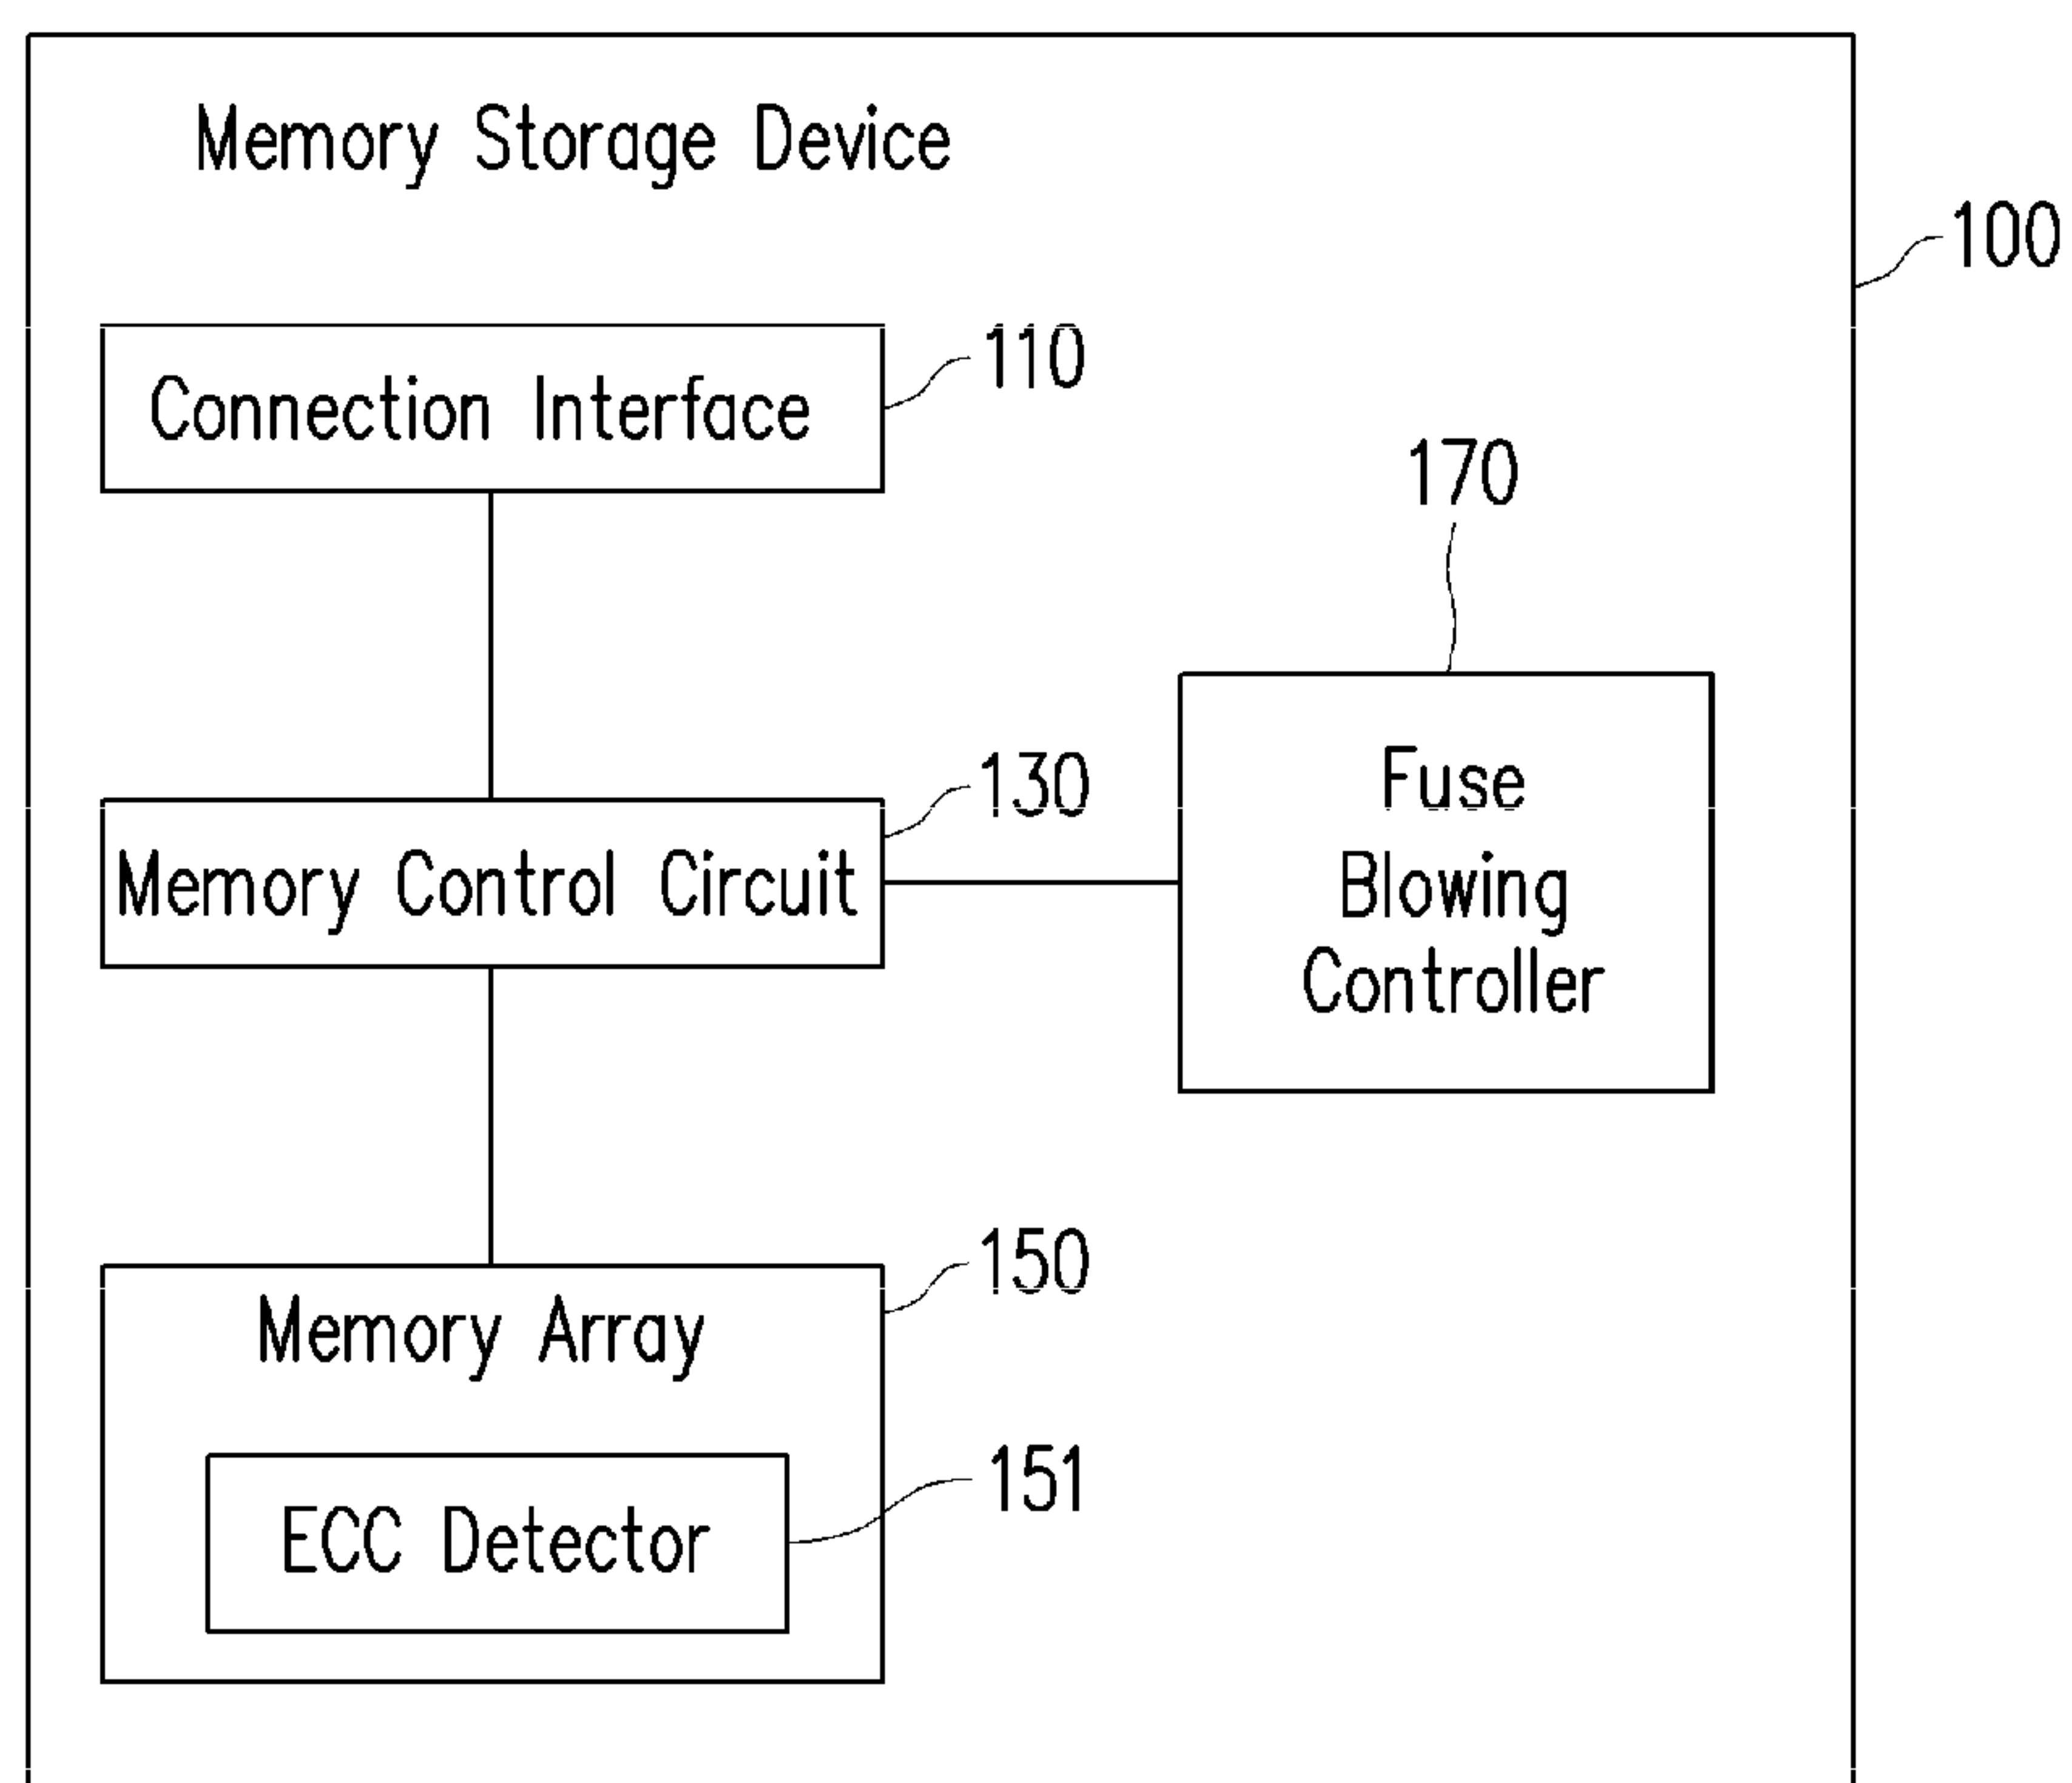 Memory Storage Device
100
Connection Interface
110
170
Memory Control Circuit
130
Fuse
Blowing
Controller
Memory Array
150
ECC Detector
151